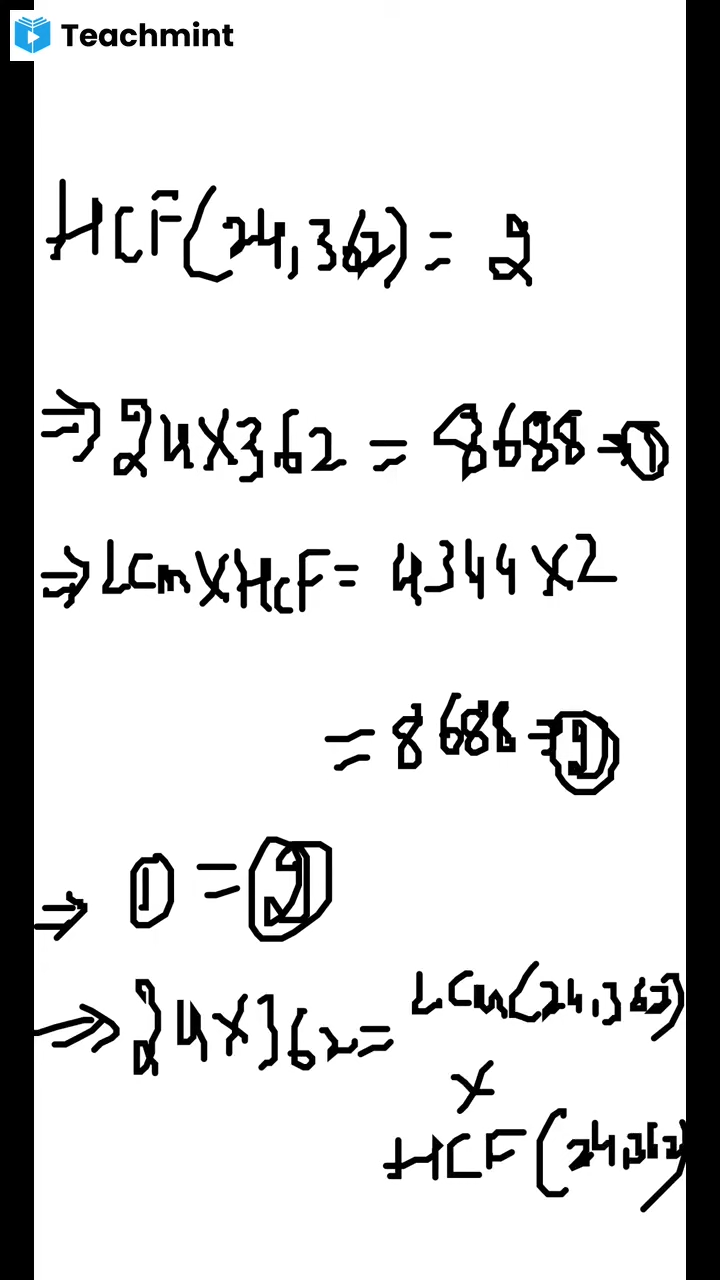 Teachmint
HCF(24,362) = 2
⇒ 24×362 = 8688 → ①
⇒ LCm×HCF = 4344×2
= 8688 → ②
⇒ ① = ②
⇒ 24×362 = LCm(24,362)
×
HCF(24,362)